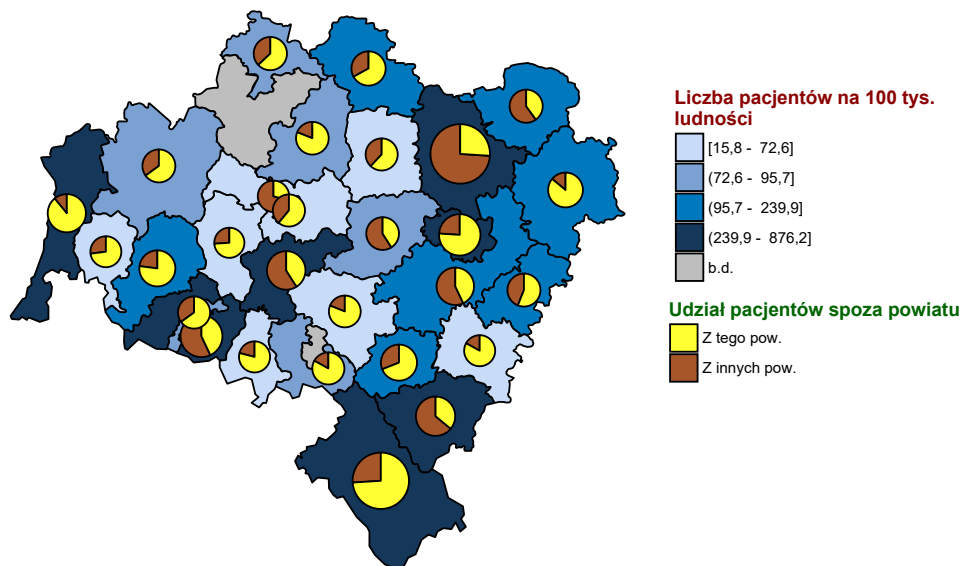 Liczba pacjentów na 100 tys.
ludności
[15,8 - 72,6]
(72,6 - 95,7]
(95,7 - 239,9]
(239,9 - 876,2]
b.d.
Udział pacjentów spoza powiatu
Z tego pow.
Z innych pow.